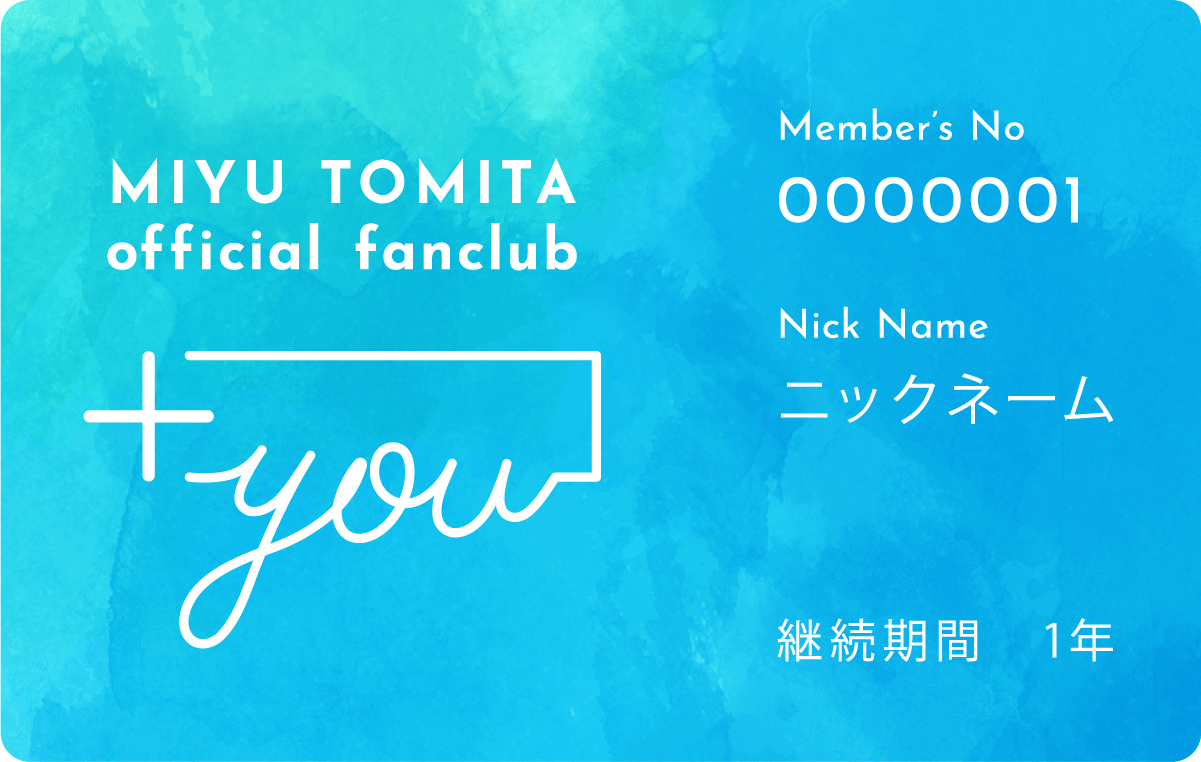 MIYU TOMITA
official fanclub
+you
Member's No
0000001
Nick Name
ニックネーム
継続期間　1年